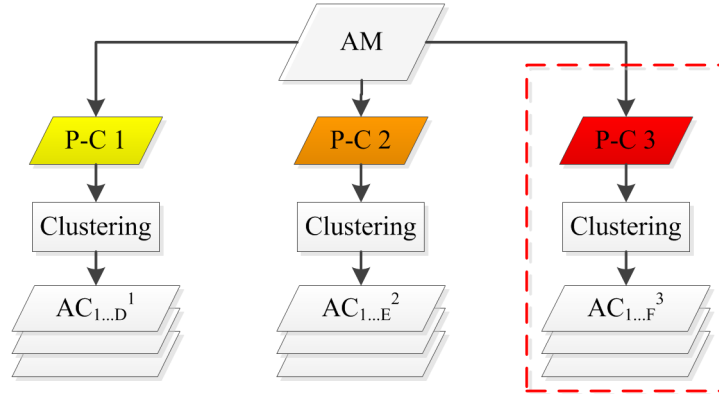 AM
P-C 1
P-C 2
P-C 3
Clustering
Clustering
Clustering
AC1...D1
AC1...E2
AC1...F3